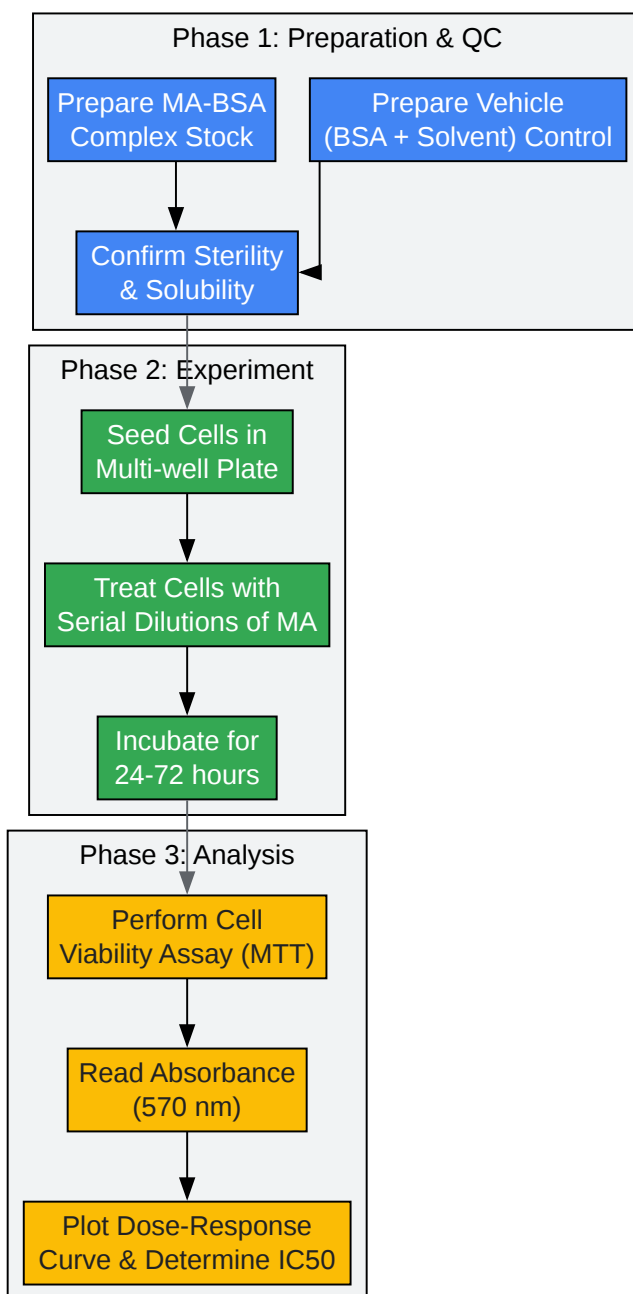 Phase 1: Preparation & QC
Prepare MA-BSA
Complex Stock
Prepare Vehicle
(BSA + Solvent) Control
Confirm Sterility
& Solubility
Phase 2: Experiment
Seed Cells in
Multi-well Plate
Treat Cells with
Serial Dilutions of MA
Incubate for
24-72 hours
Phase 3: Analysis
Perform Cell
Viability Assay (MTT)
Read Absorbance
(570 nm)
Plot Dose-Response
Curve & Determine IC50